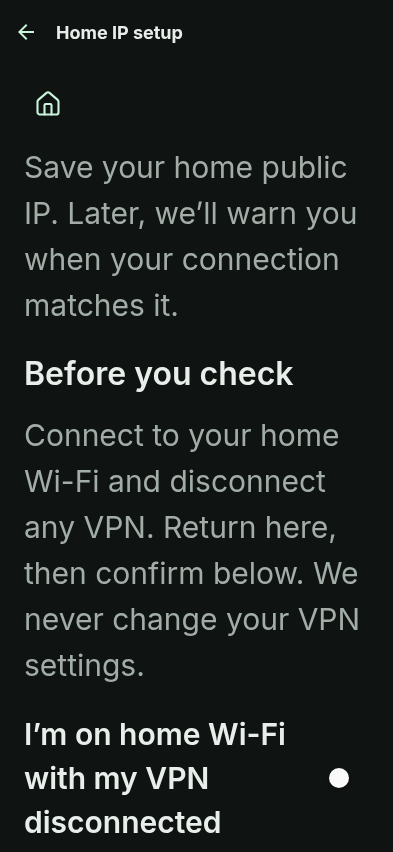 Home IP setup
Save your home public
IP. Later, we’ll warn you
when your connection
matches it.
Before you check
Connect to your home
Wi-Fi and disconnect
any VPN. Return here,
then confirm below. We
never change your VPN
settings.
I’m on home Wi-Fi
with my VPN
disconnected